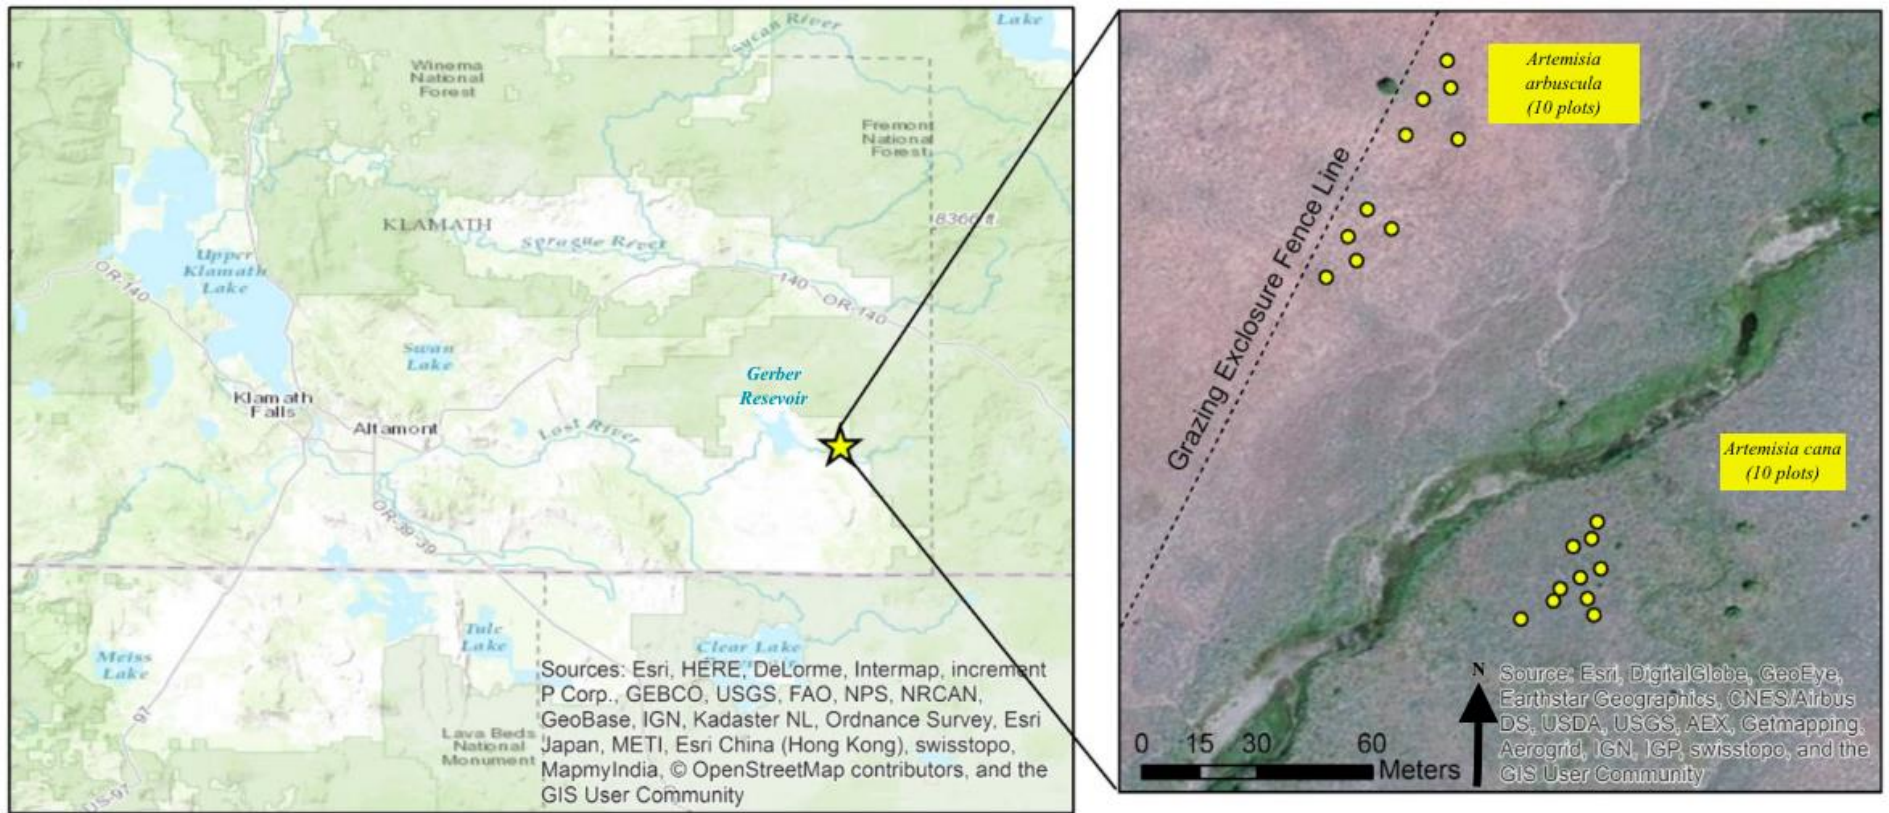 Lake
Sycan River
Winema
National
Forest
Fremont
National
Forest
KLAMATH
8366 ft
Sprague River
Upper
Klamath
Lake
OR-140
140
OR-140
Swan
Lake
Gerber
Resevoir
Klamath
Falls
Altamont
Lost River
OR-39-39
Tule
Lake
Clear Lake
Meiss
Lake
97
US-97
Lava Beds
National
Monument
Sources: Esri, HERE, DeLorme, Intermap, increment
P Corp., GEBCO, USGS, FAO, NPS, NRCAN,
GeoBase, IGN, Kadaster NL, Ordnance Survey, Esri
Japan, METI, Esri China (Hong Kong), swisstopo,
MapmyIndia, © OpenStreetMap contributors, and the
GIS User Community
Artemisia
arbuscula
(10 plots)
Grazing Exclosure Fence Line
Artemisia cana
(10 plots)
N
0 15 30 60
Meters
Source: Esri, DigitalGlobe, GeoEye,
Earthstar Geographics, CNES/Airbus
DS, USDA, USGS, AEX, Getmapping,
Aerogrid, IGN, IGP, swisstopo, and the
GIS User Community